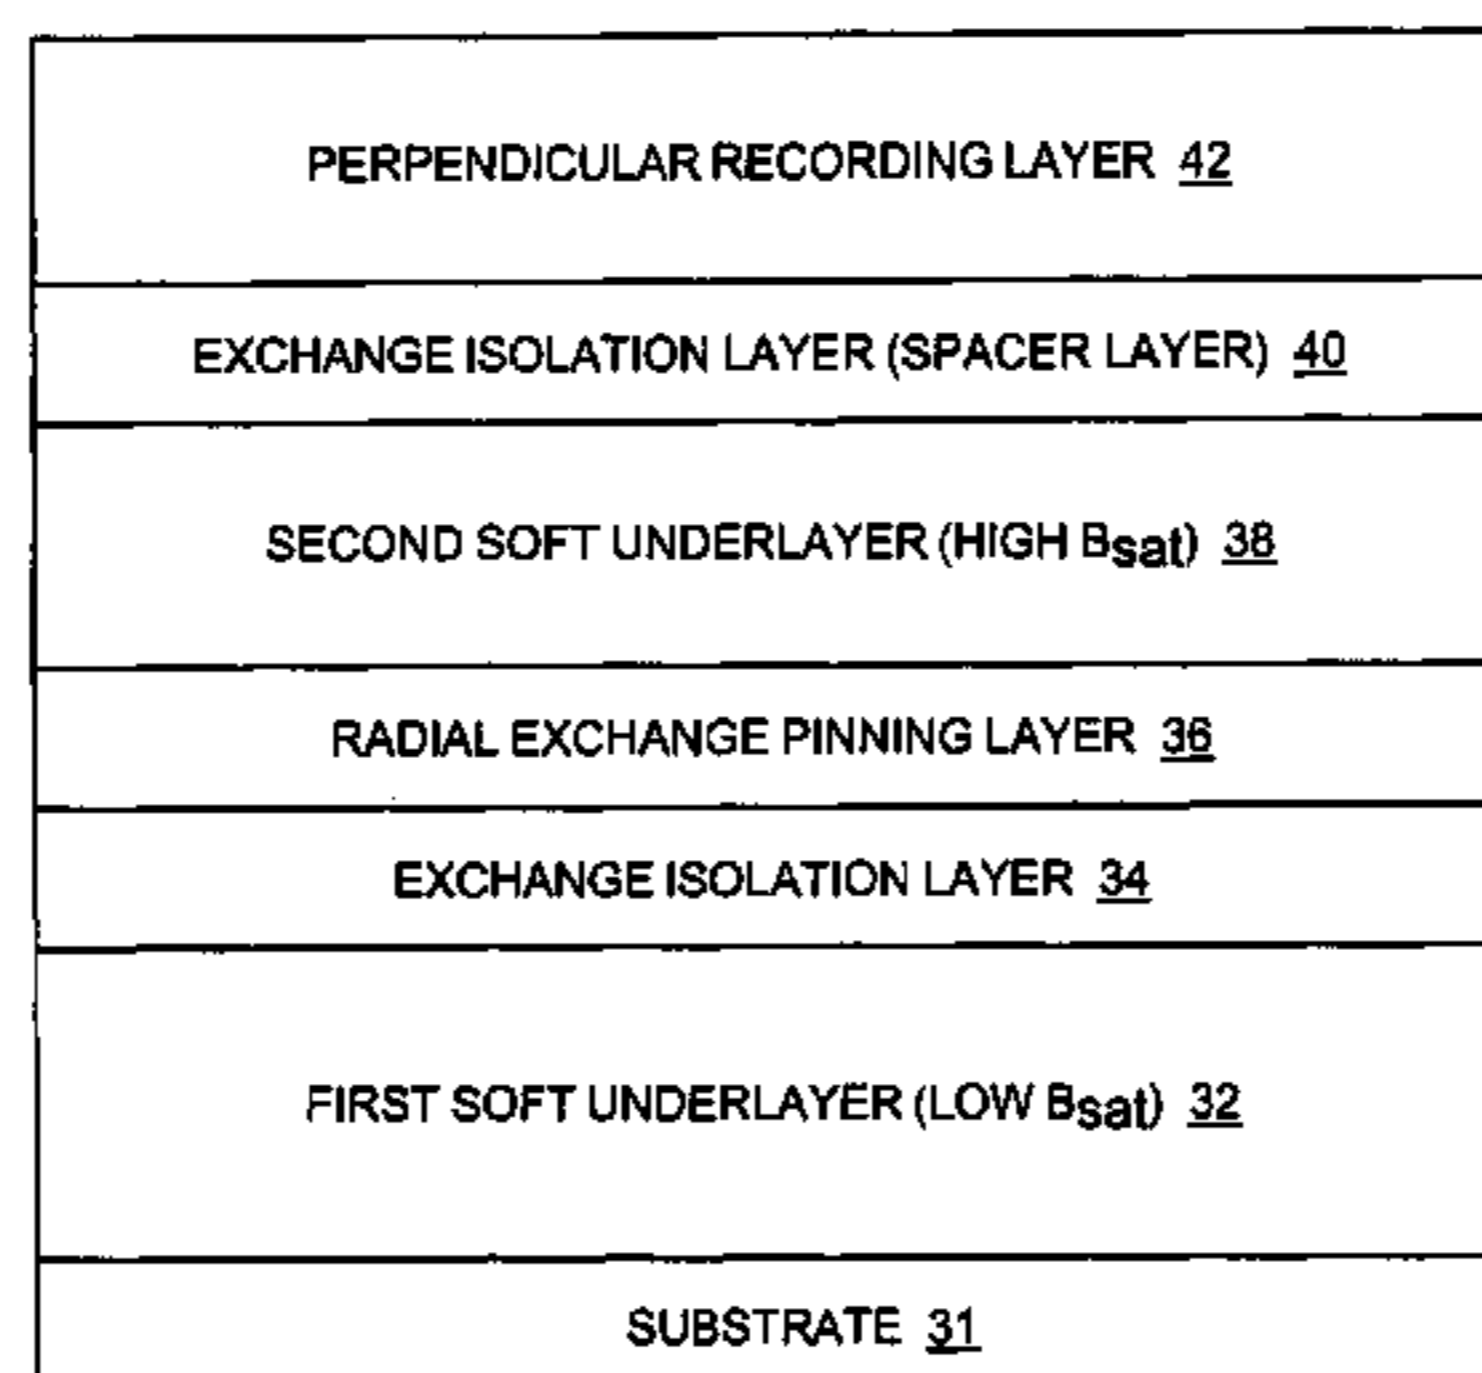 PERPENDICULAR RECORDING LAYER 42
EXCHANGE ISOLATION LAYER (SPACER LAYER) 40
SECOND SOFT UNDERLAYER (HIGH Bsat) 38
RADIAL EXCHANGE PINNING LAYER 36
EXCHANGE ISOLATION LAYER 34
FIRST SOFT UNDERLAYER (LOW Bsat) 32
SUBSTRATE 31